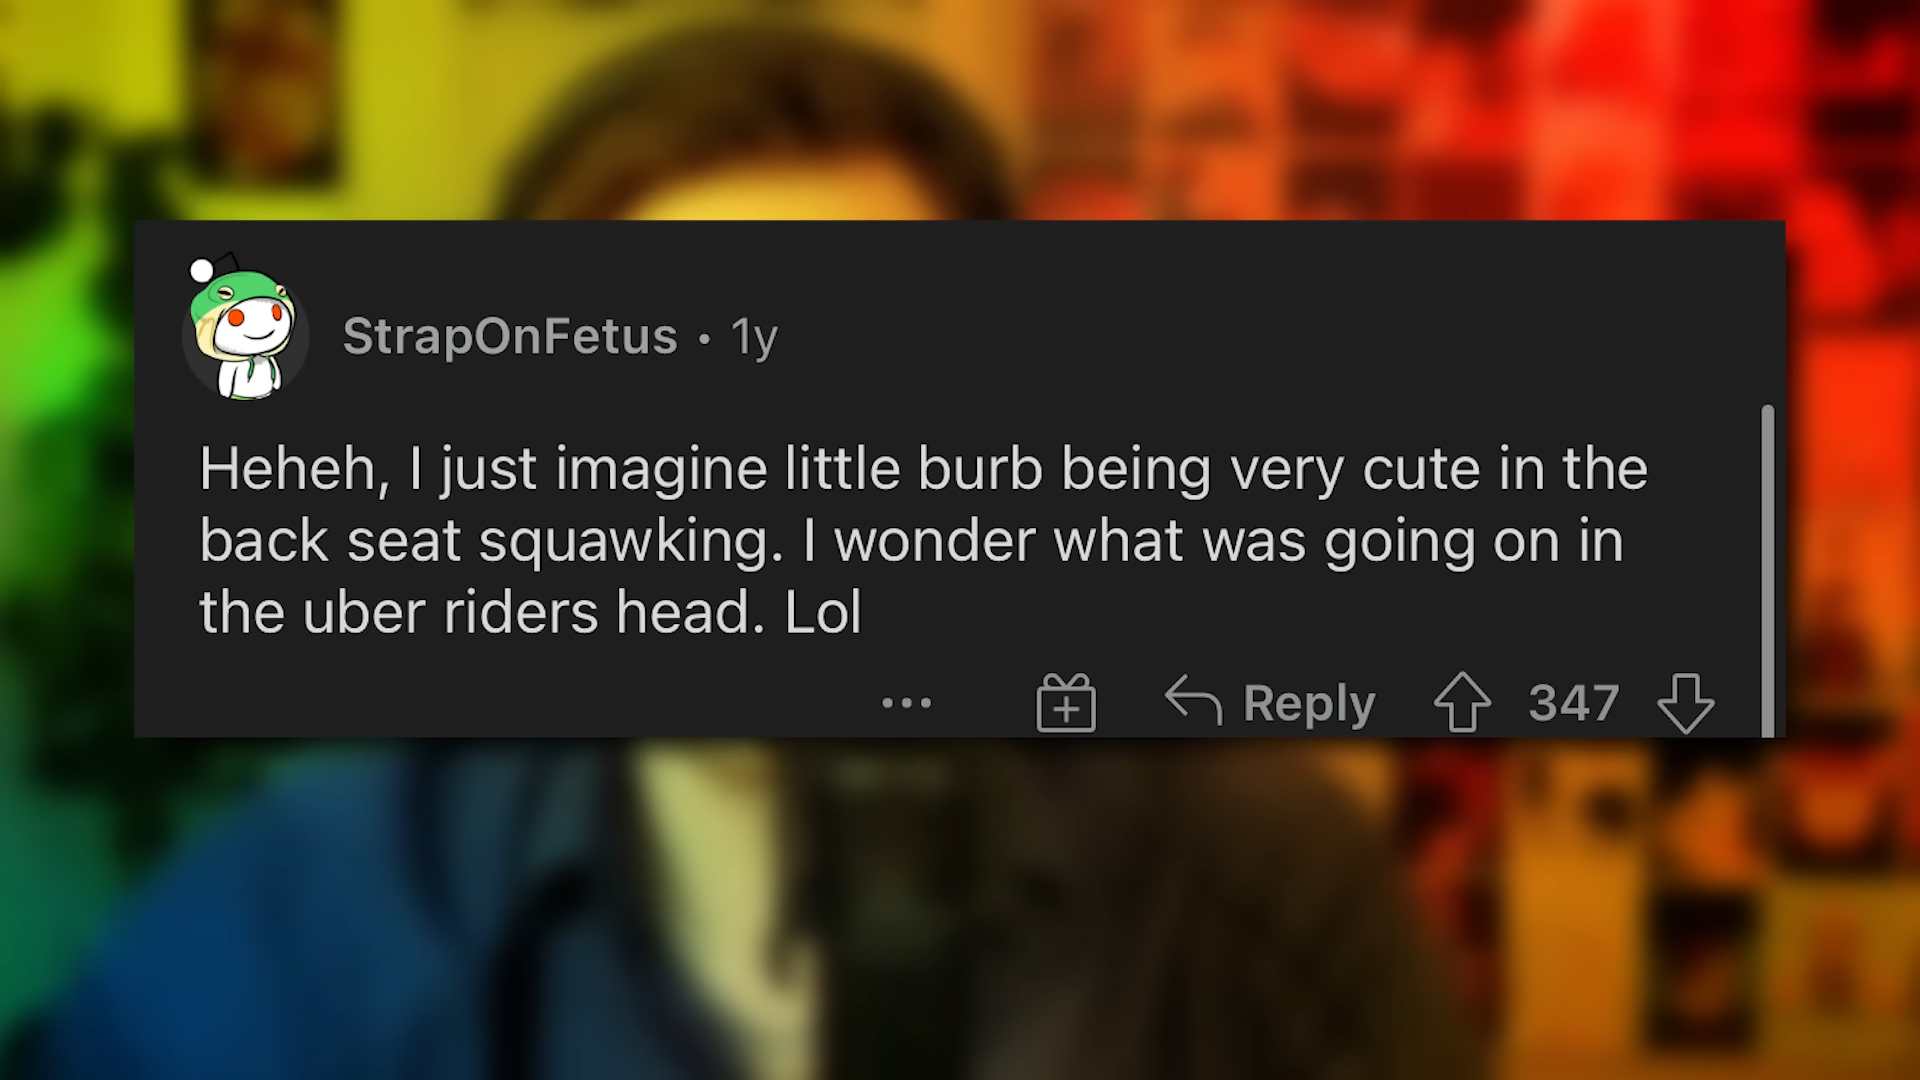 StrapOnFetus • 1y
Heheh, I just imagine little burb being very cute in the
back seat squawking. I wonder what was going on in
the uber riders head. Lol
... Reply 347